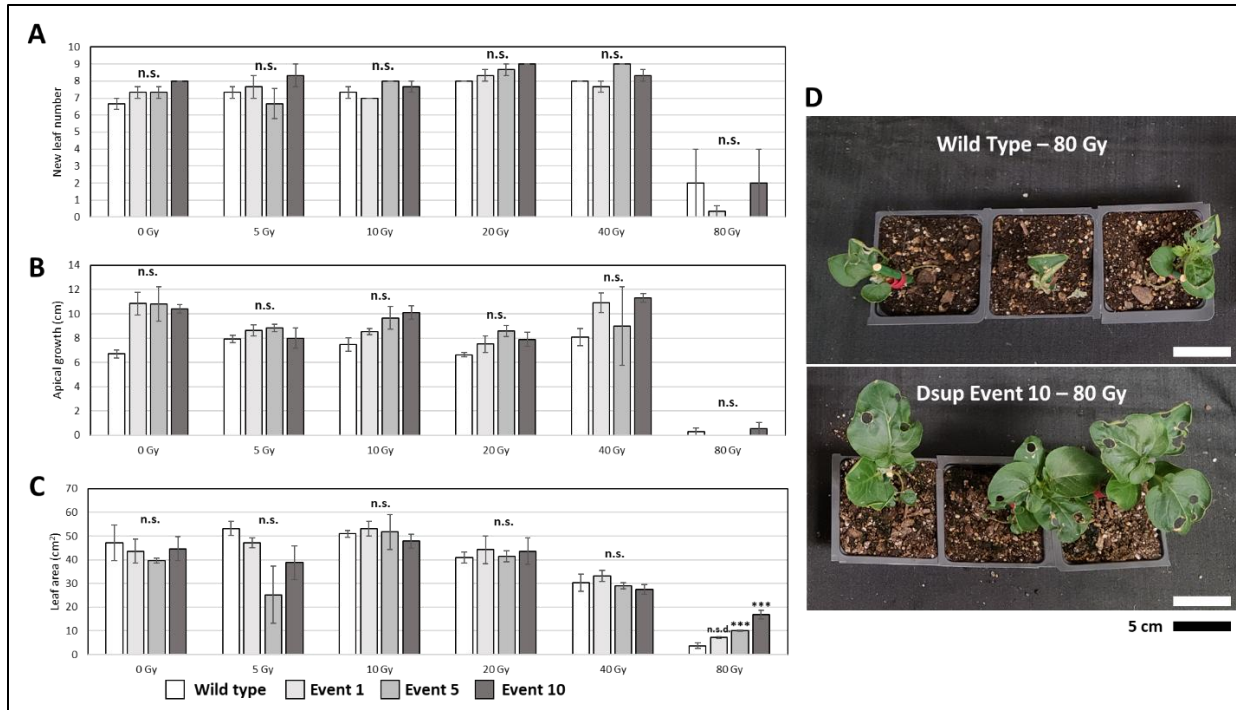 A
New leaf number
10
9
8
7
6
5
4
3
2
1
0
n.s.
n.s.
n.s.
n.s.
n.s.
n.s.
0 Gy
5 Gy
10 Gy
20 Gy
40 Gy
80 Gy
B
Apical growth (cm)
14
12
10
8
6
4
2
0
n.s.
n.s.
n.s.
n.s.
n.s.
n.s.
0 Gy
5 Gy
10 Gy
20 Gy
40 Gy
80 Gy
C
Leaf area (cm²)
70
60
50
40
30
20
10
0
n.s.
n.s.
n.s.
n.s.
n.s.
n.s.d.
***
***
0 Gy
5 Gy
10 Gy
20 Gy
40 Gy
80 Gy
Wild type
Event 1
Event 5
Event 10
D
Wild Type – 80 Gy
Dsup Event 10 – 80 Gy
5 cm